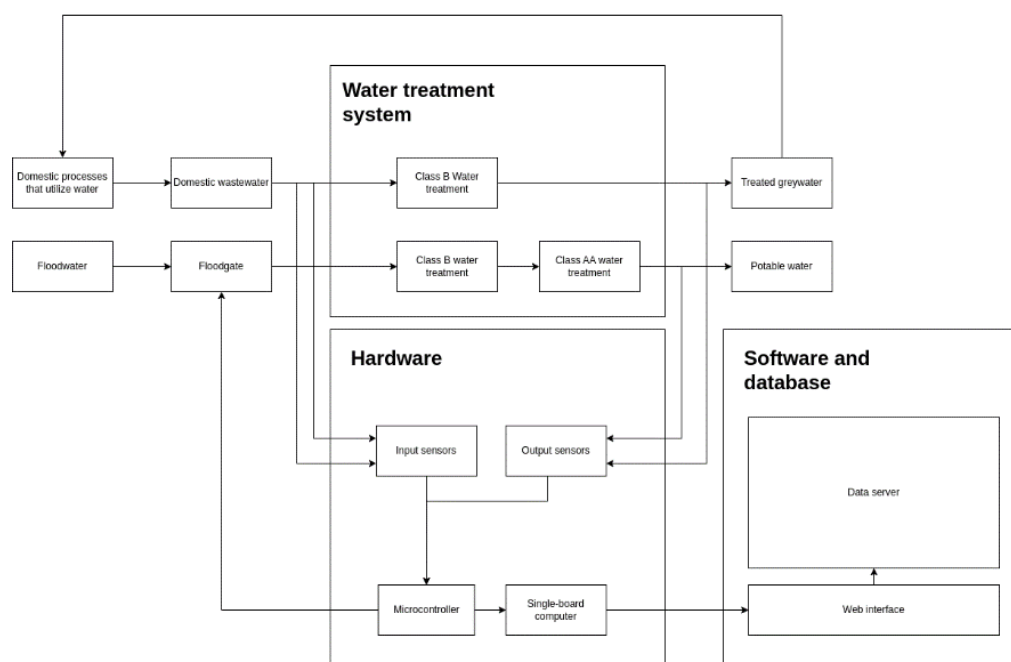 Water treatment
system
Domestic processes
that utilize water
Domestic wastewater
Class B Water
treatment
Treated greywater
Floodwater
Floodgate
Class B water
treatment
Class AA water
treatment
Potable water
Hardware
Software and
database
Input sensors
Output sensors
Data server
Microcontroller
Single-board
computer
Web interface